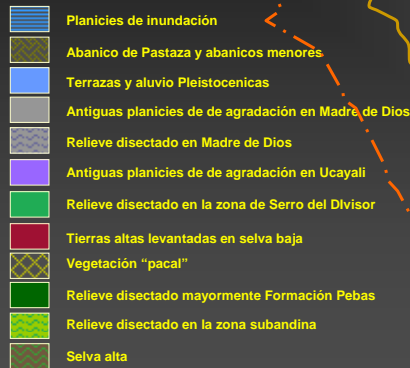 Planicies de inundación
Abanico de Pastaza y abanicos menores
Terrazas y aluvio Pleistocenicas
Antiguas planicies de de agradación en Madre de Dios
Relieve disectado en Madre de Dios
Antiguas planicies de de agradación en Ucayali
Relieve disectado en la zona de Serro del DIvisor
Tierras altas levantadas en selva baja
Vegetación “pacal”
Relieve disectado mayormente Formación Pebas
Relieve disectado en la zona subandina
Selva alta